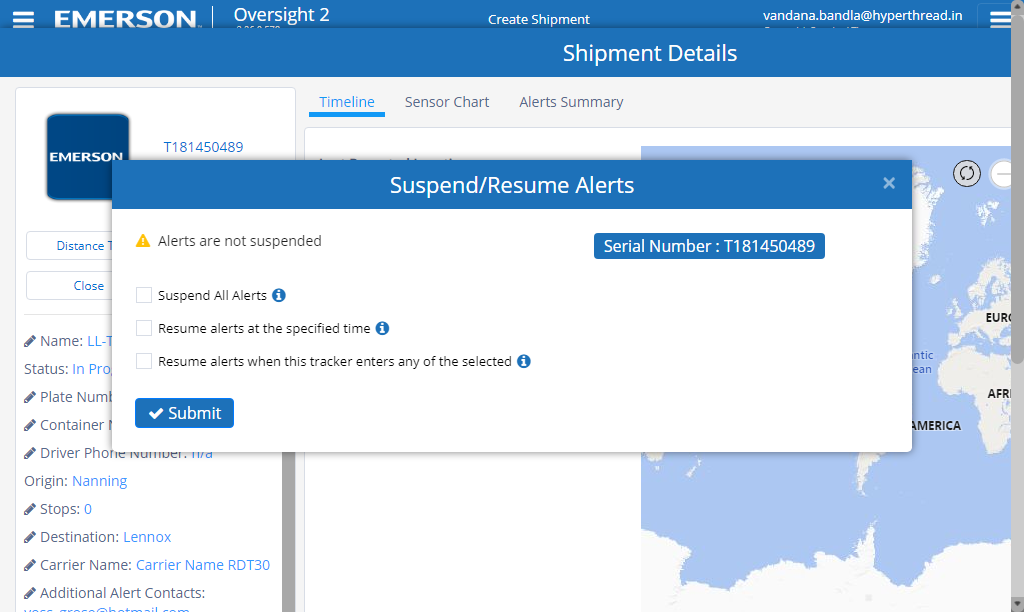 EMERSON
Oversight 2
Create Shipment
vandana.bandla@hyperthread.in
Shipment Details
Timeline
Sensor Chart
Alerts Summary
EMERSON
T181450489
Suspend/Resume Alerts
×
Alerts are not suspended
Serial Number : T181450489
Suspend All Alerts
Resume alerts at the specified time
Resume alerts when this tracker enters any of the selected
Submit
Distance T
Close
Name: LL-T
Status: In Pro
Plate Numb
Container N
Driver Phone Number: n/a
Origin: Nanning
Stops: 0
Destination: Lennox
Carrier Name: Carrier Name RDT30
Additional Alert Contacts:
EURO
ntic
ean
AFRI
AMERICA